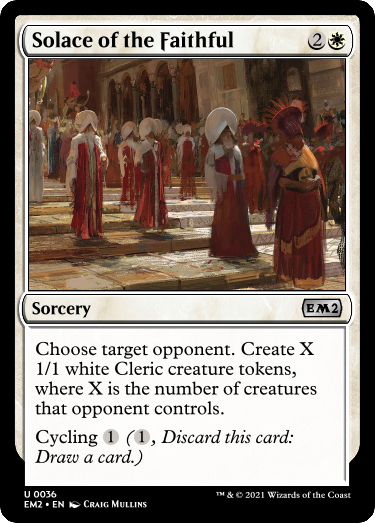 Solace of the Faithful 2
Sorcery EM2
Choose target opponent. Create X
1/1 white Cleric creature tokens,
where X is the number of creatures
that opponent controls.
Cycling 1 (1, Discard this card:
Draw a card.)
U 0036
EM2 • EN Craig Mullins
™ & © 2021 Wizards of the Coast